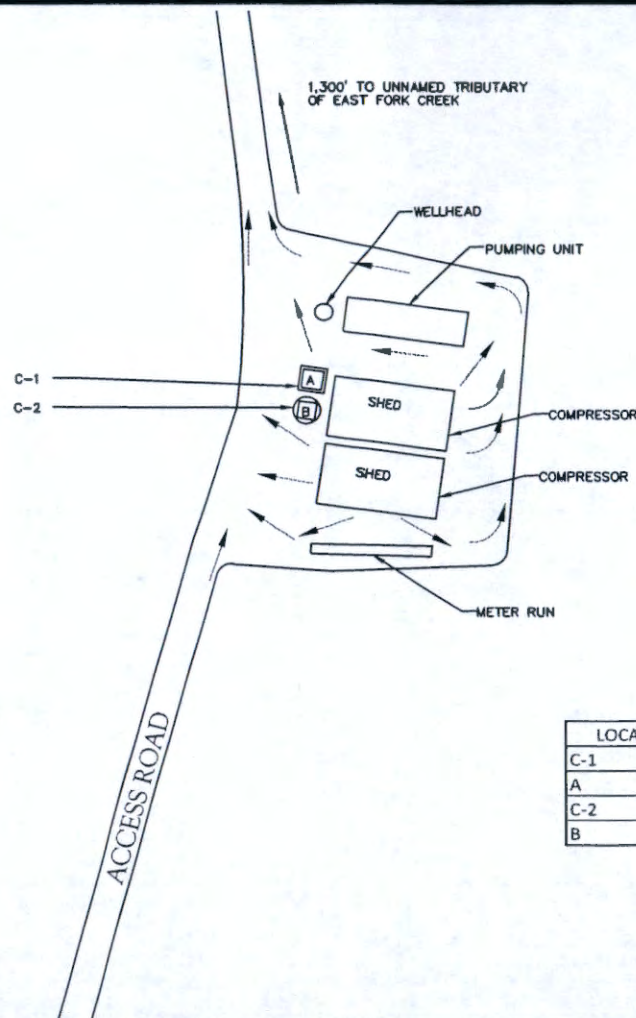 1,300' TO UNNAMED TRIBUTARY
OF EAST FORK CREEK
WELLHEAD
PUMPING UNIT
C-1
A
C-2
B
SHED
COMPRESSOR
SHED
COMPRESSOR
METER RUN
ACCESS ROAD
C-1
A
C-2
B